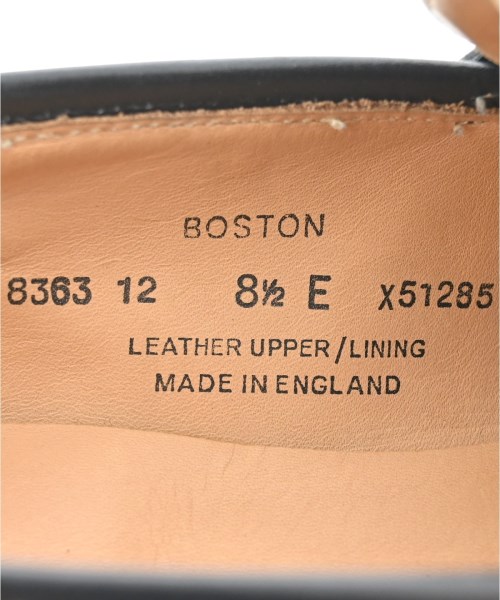 BOSTON
8363 12 8½ E X51285
LEATHER UPPER/LINING
MADE IN ENGLAND